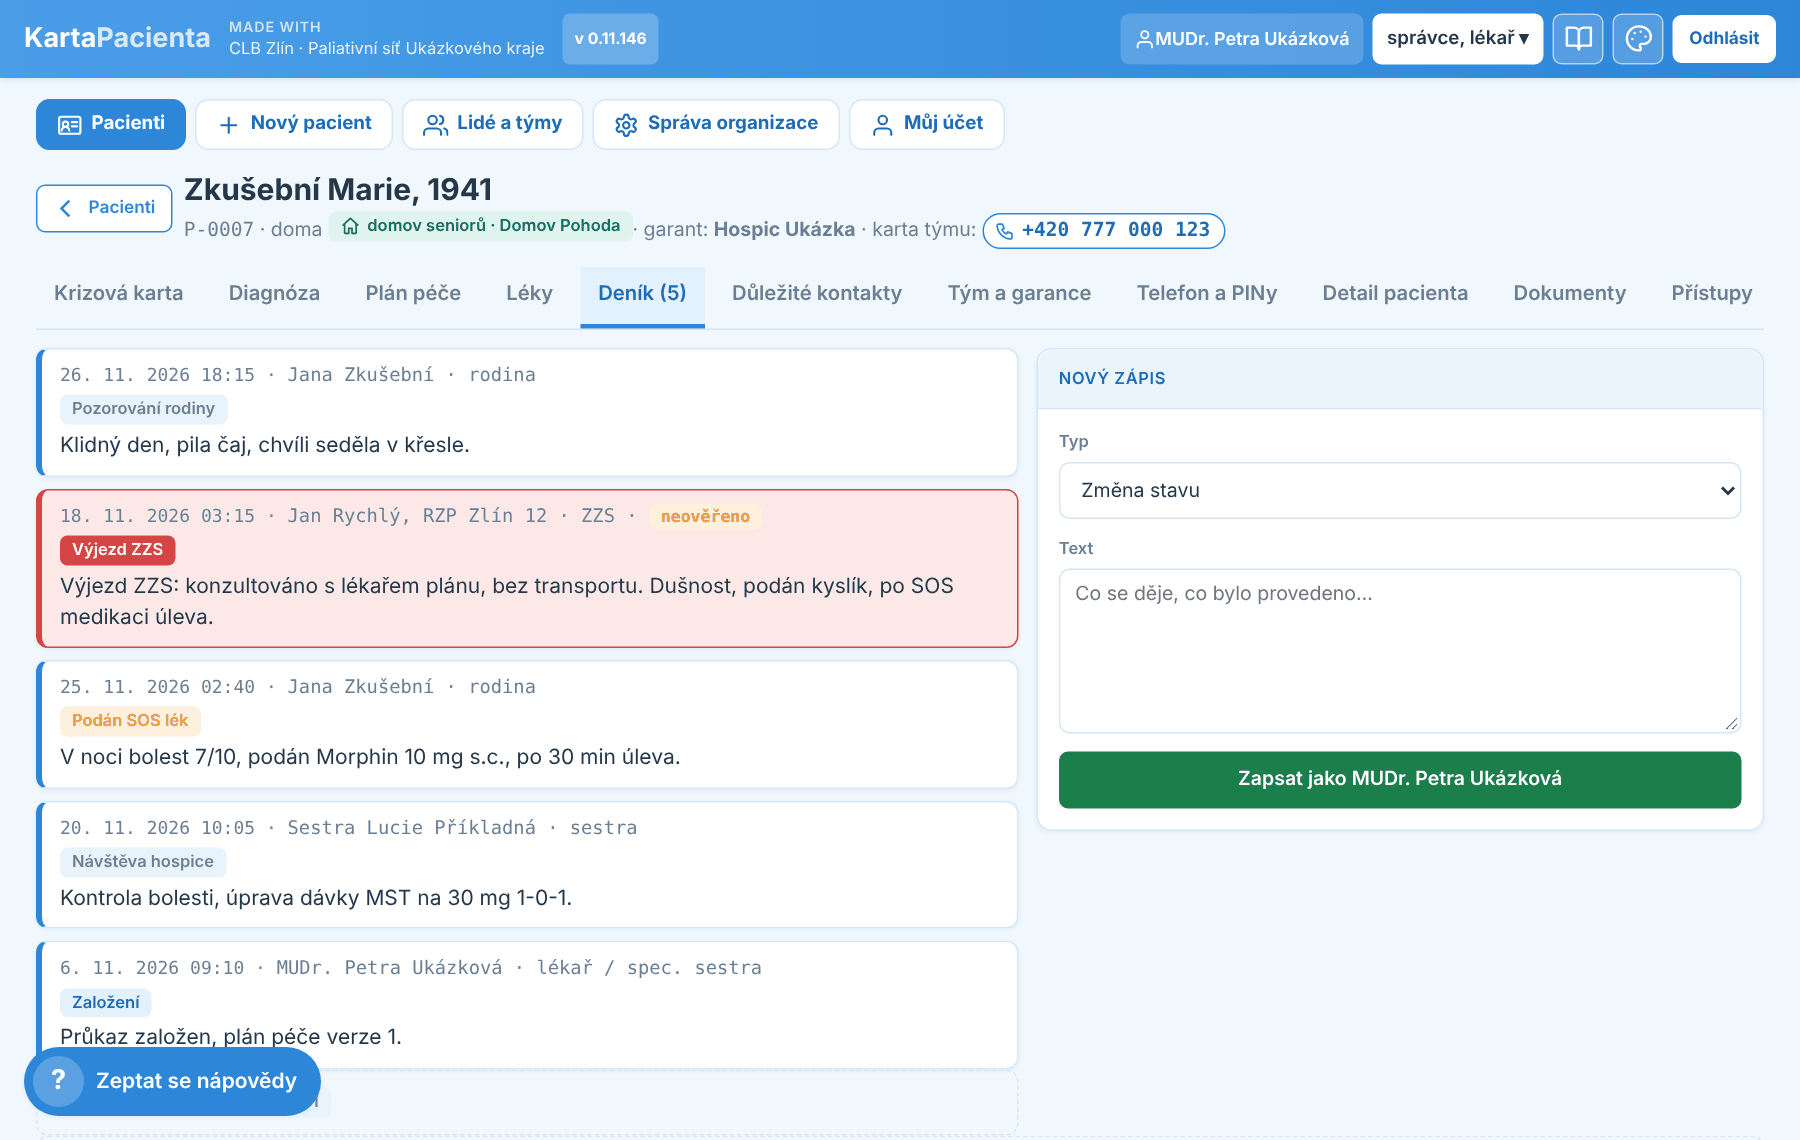 KartaPacienta
MADE WITH
CLB Zlín · Paliativní síť Ukázkového kraje
v 0.11.146
MUDr. Petra Ukázková
správce, lékař ▾
Odhlásit
Pacienti
Nový pacient
Lidé a týmy
Správa organizace
Můj účet
Pacienti
Zkušební Marie, 1941
P-0007 · doma domov seniorů · Domov Pohoda · garant: Hospic Ukázka · karta týmu: +420 777 000 123
Krizová karta
Diagnóza
Plán péče
Léky
Deník (5)
Důležité kontakty
Tým a garance
Telefon a PINy
Detail pacienta
Dokumenty
Přístupy
26. 11. 2026 18:15 · Jana Zkušební · rodina
Pozorování rodiny
Klidný den, pila čaj, chvíli seděla v křesle.
18. 11. 2026 03:15 · Jan Rychlý, RZP Zlín 12 · ZZS · neověřeno
Výjezd ZZS
Výjezd ZZS: konzultováno s lékařem plánu, bez transportu. Dušnost, podán kyslík, po SOS
medikaci úleva.
25. 11. 2026 02:40 · Jana Zkušební · rodina
Podán SOS lék
V noci bolest 7/10, podán Morphin 10 mg s.c., po 30 min úleva.
20. 11. 2026 10:05 · Sestra Lucie Příkladná · sestra
Návštěva hospice
Kontrola bolesti, úprava dávky MST na 30 mg 1-0-1.
6. 11. 2026 09:10 · MUDr. Petra Ukázková · lékař / spec. sestra
Založení
Průkaz založen, plán péče verze 1.
NOVÝ ZÁPIS
Typ
Změna stavu
Text
Co se děje, co bylo provedeno...
Zapsat jako MUDr. Petra Ukázková
? Zeptat se nápovědy